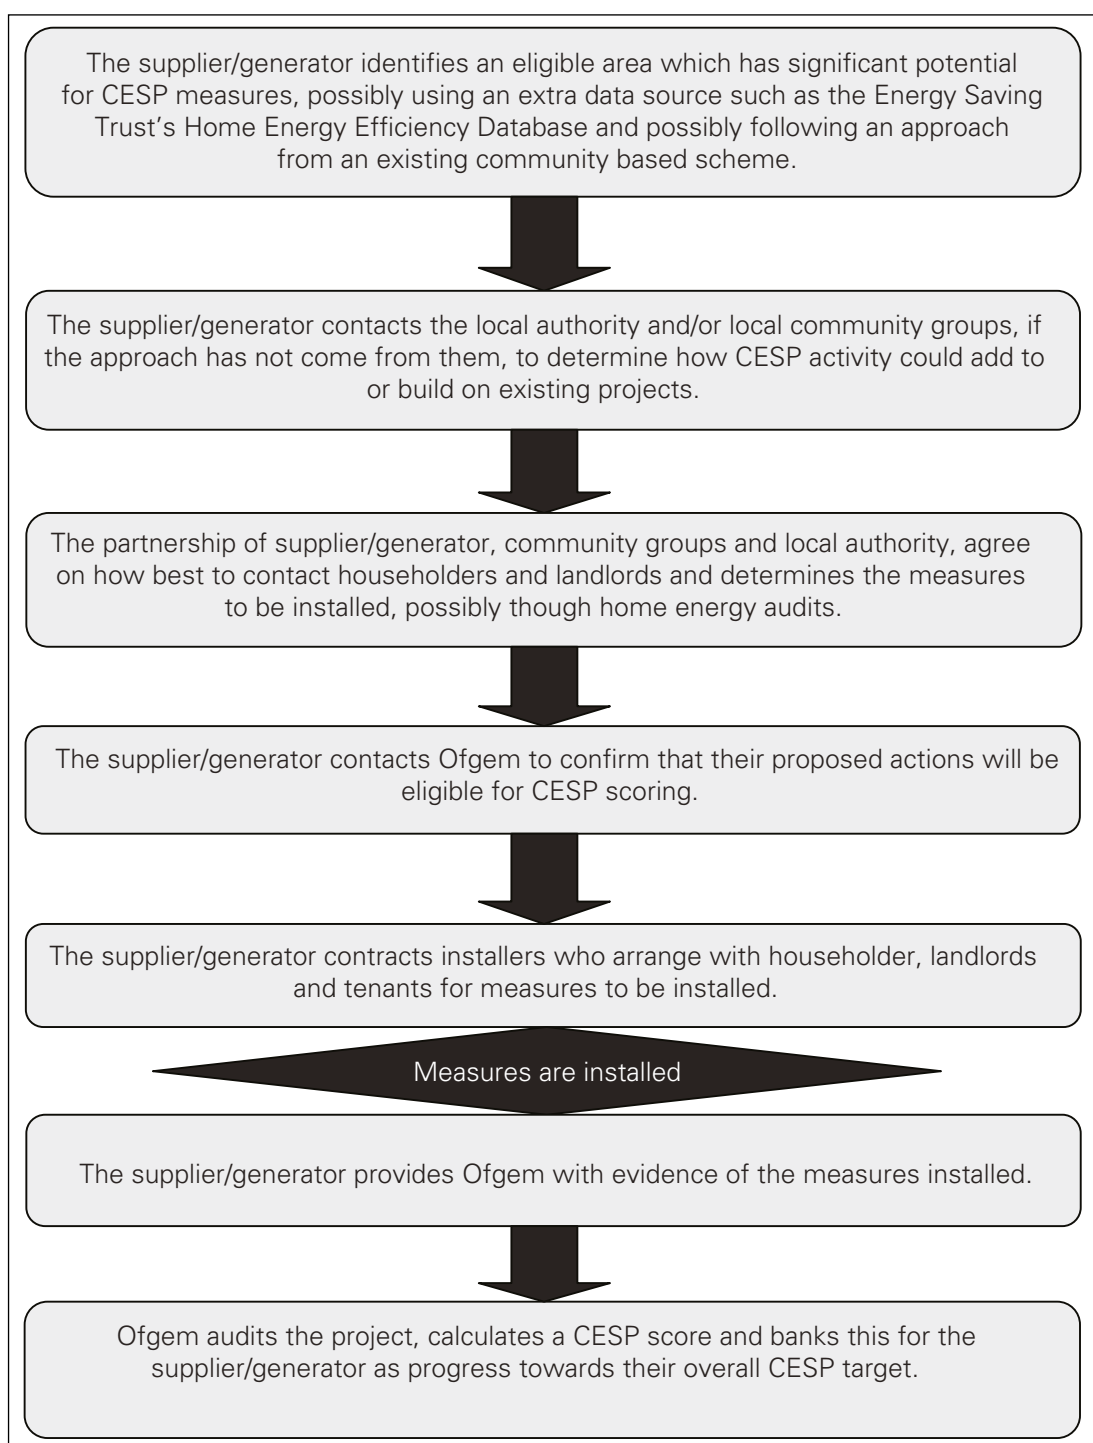 The supplier/generator identifies an eligible area which has significant potential
for CESP measures, possibly using an extra data source such as the Energy Saving
Trust's Home Energy Efficiency Database and possibly following an approach
from an existing community based scheme.
The supplier/generator contacts the local authority and/or local community groups, if
the approach has not come from them, to determine how CESP activity could add to
or build on existing projects.
The partnership of supplier/generator, community groups and local authority, agree
on how best to contact householders and landlords and determines the measures
to be installed, possibly though home energy audits.
The supplier/generator contacts Ofgem to confirm that their proposed actions will be
eligible for CESP scoring.
The supplier/generator contracts installers who arrange with householder, landlords
and tenants for measures to be installed.
Measures are installed
The supplier/generator provides Ofgem with evidence of the measures installed.
Ofgem audits the project, calculates a CESP score and banks this for the
supplier/generator as progress towards their overall CESP target.